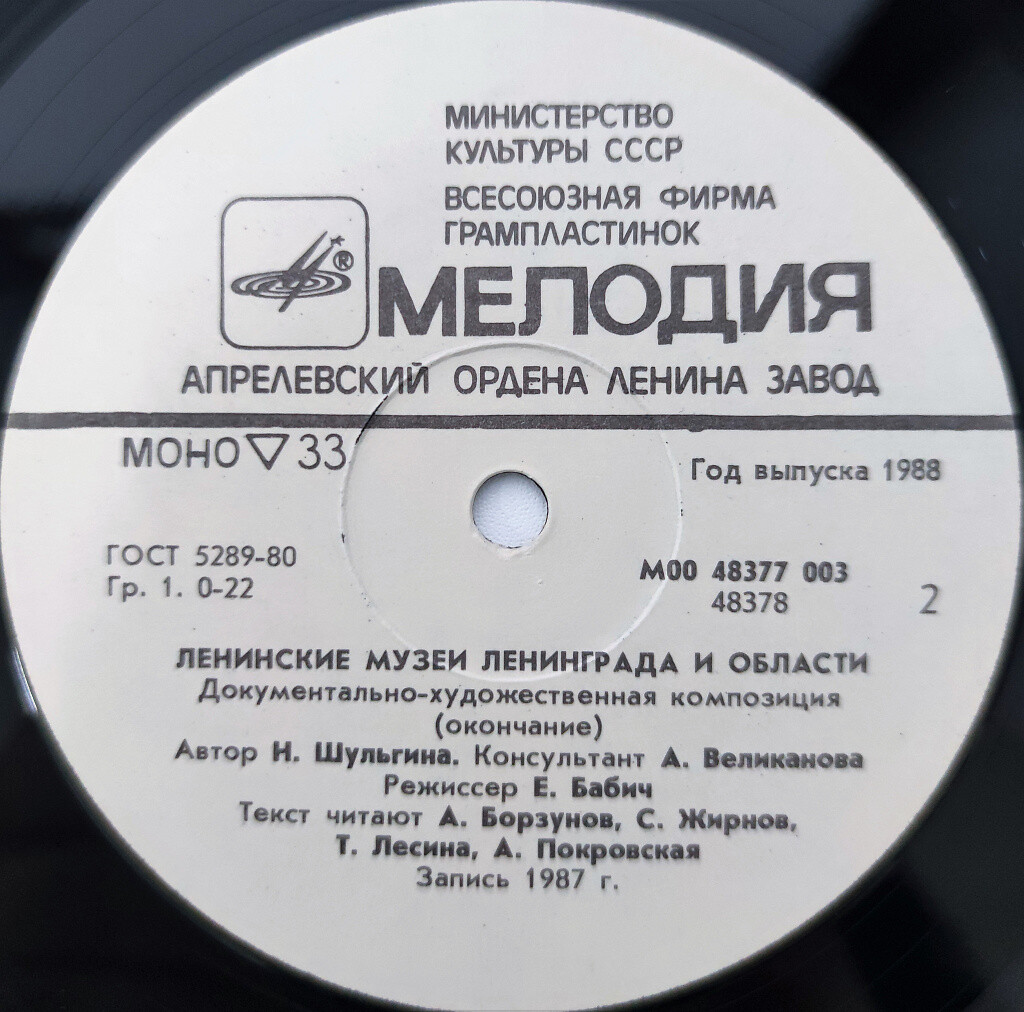 МИНИСТЕРСТВО
КУЛЬТУРЫ СССР
ВСЕСОЮЗНАЯ ФИРМА
ГРАМПЛАСТИНОК
®
МЕЛОДИЯ
АПРЕЛЕВСКИЙ ОРДЕНА ЛЕНИНА ЗАВОД
МОНО ▽ 33
Год выпуска 1988
ГОСТ 5289-80
Гр. 1. 0-22
М00 48377 003
48378
2
ЛЕНИНСКИЕ МУЗЕИ ЛЕНИНГРАДА И ОБЛАСТИ
Документально-художественная композиция
(окончание)
Автор Н. Шульгина. Консультант А. Великанова
Режиссер Е. Бабич
Текст читают А. Борзунов, С. Жирнов,
Т. Лесина, А. Покровская
Запись 1987 г.